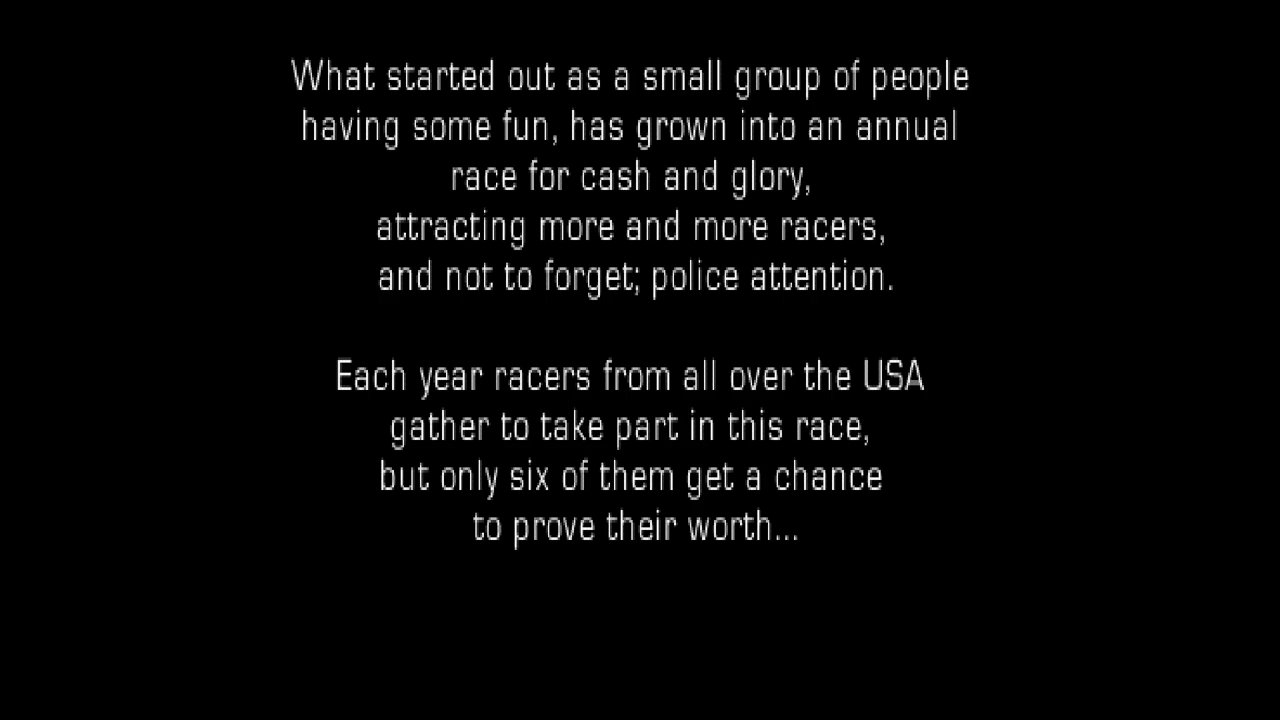 What started out as a small group of people
having some fun, has grown into an annual
race for cash and glory,
attracting more and more racers,
and not to forget; police attention.
Each year racers from all over the USA
gather to take part in this race,
but only six of them get a chance
to prove their worth...